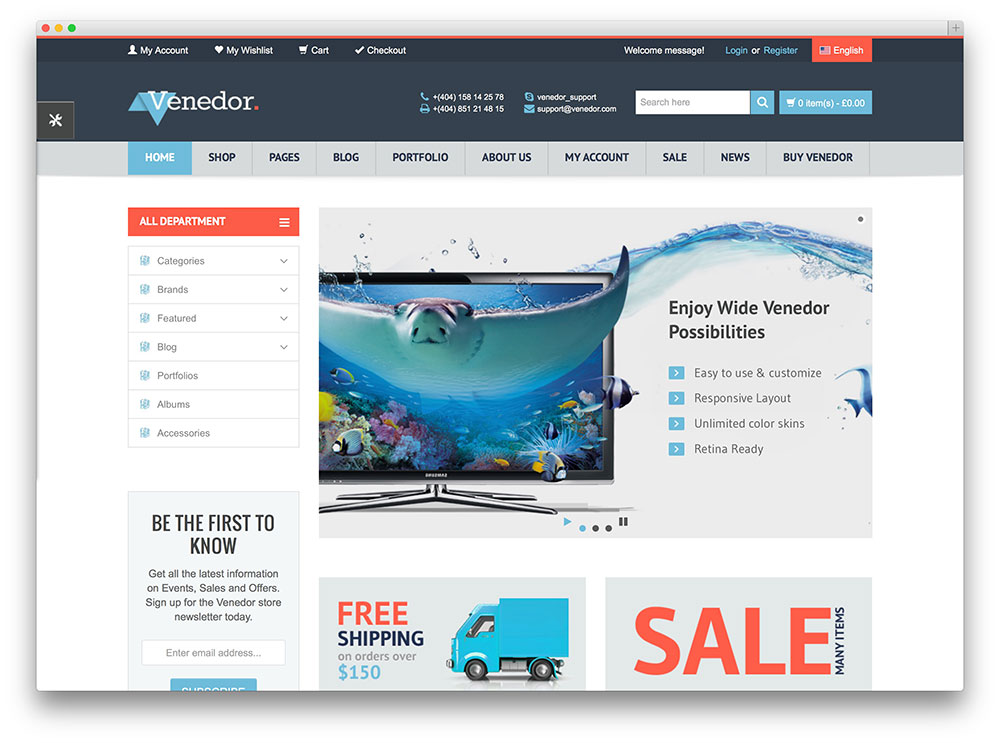 My Account My Wishlist Cart Checkout Welcome message! Login or Register English
Venedor.
+(404) 158 14 25 78 venedor_support
+(404) 851 21 48 15 support@venedor.com
Search here
0 item(s) - £0.00
HOME SHOP PAGES BLOG PORTFOLIO ABOUT US MY ACCOUNT SALE NEWS BUY VENEDOR
ALL DEPARTMENT
Categories
Brands
Featured
Blog
Portfolios
Albums
Accessories
Enjoy Wide Venedor
Possibilities
Easy to use & customize
Responsive Layout
Unlimited color skins
Retina Ready
BE THE FIRST TO
KNOW
Get all the latest information
on Events, Sales and Offers.
Sign up for the Venedor store
newsletter today.
Enter email address...
SUBSCRIBE
FREE
SHIPPING
on orders over
$150
SALE
MANY ITEMS